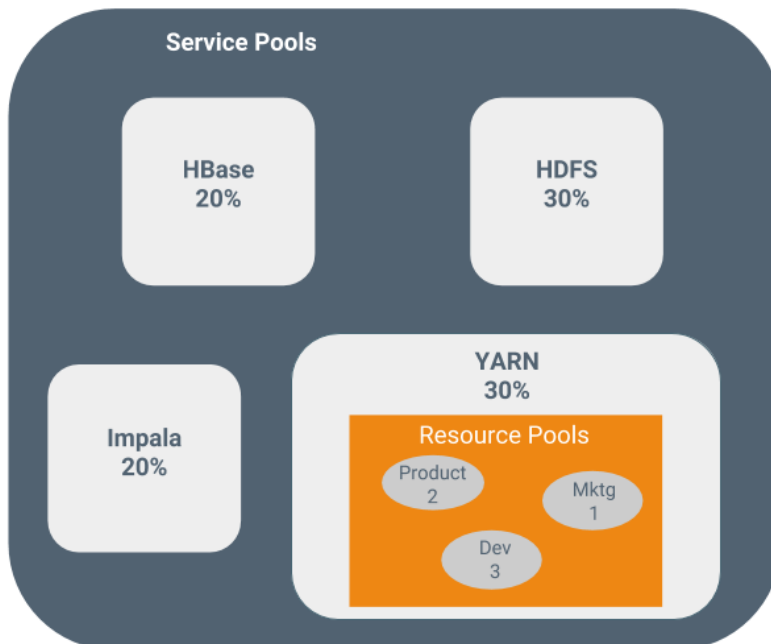 Service Pools
HBase
20%
HDFS
30%
Impala
20%
YARN
30%
Resource Pools
Product
2
Mktg
1
Dev
3